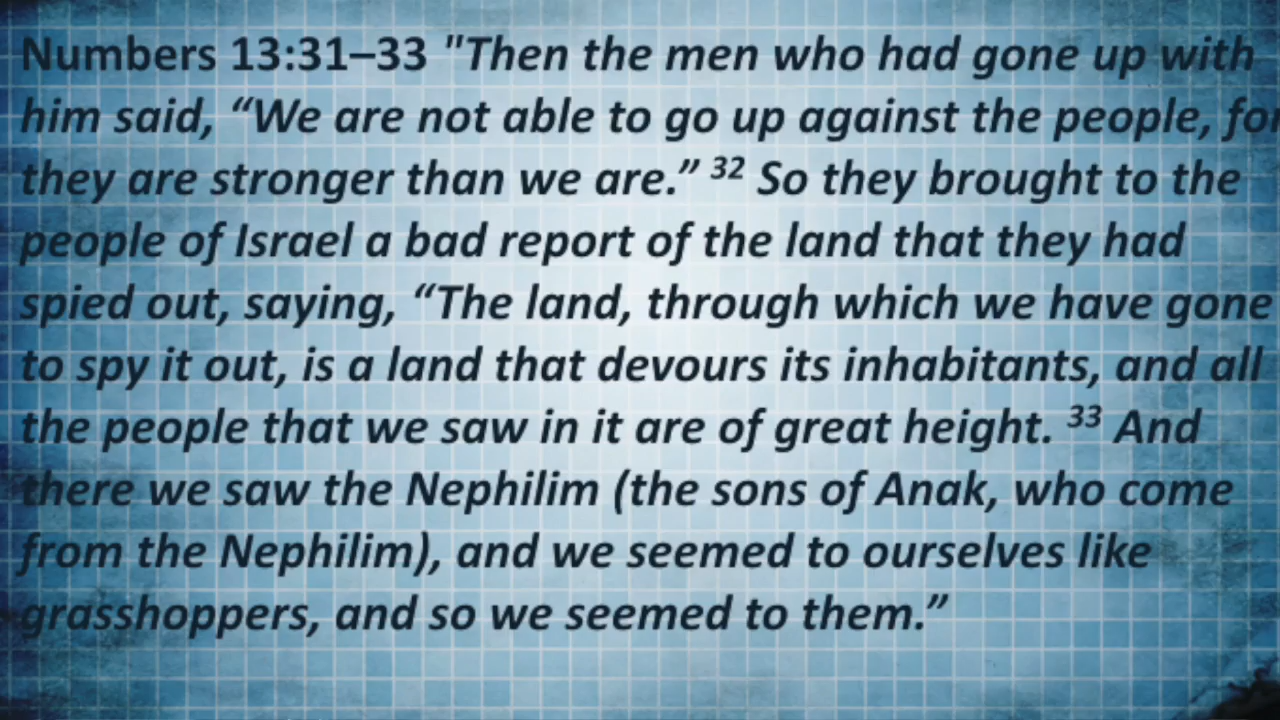 Numbers 13:31–33 "Then the men who had gone up with
him said, “We are not able to go up against the people, for
they are stronger than we are.” 32 So they brought to the
people of Israel a bad report of the land that they had
spied out, saying, “The land, through which we have gone
to spy it out, is a land that devours its inhabitants, and all
the people that we saw in it are of great height. 33 And
there we saw the Nephilim (the sons of Anak, who come
from the Nephilim), and we seemed to ourselves like
grasshoppers, and so we seemed to them.”